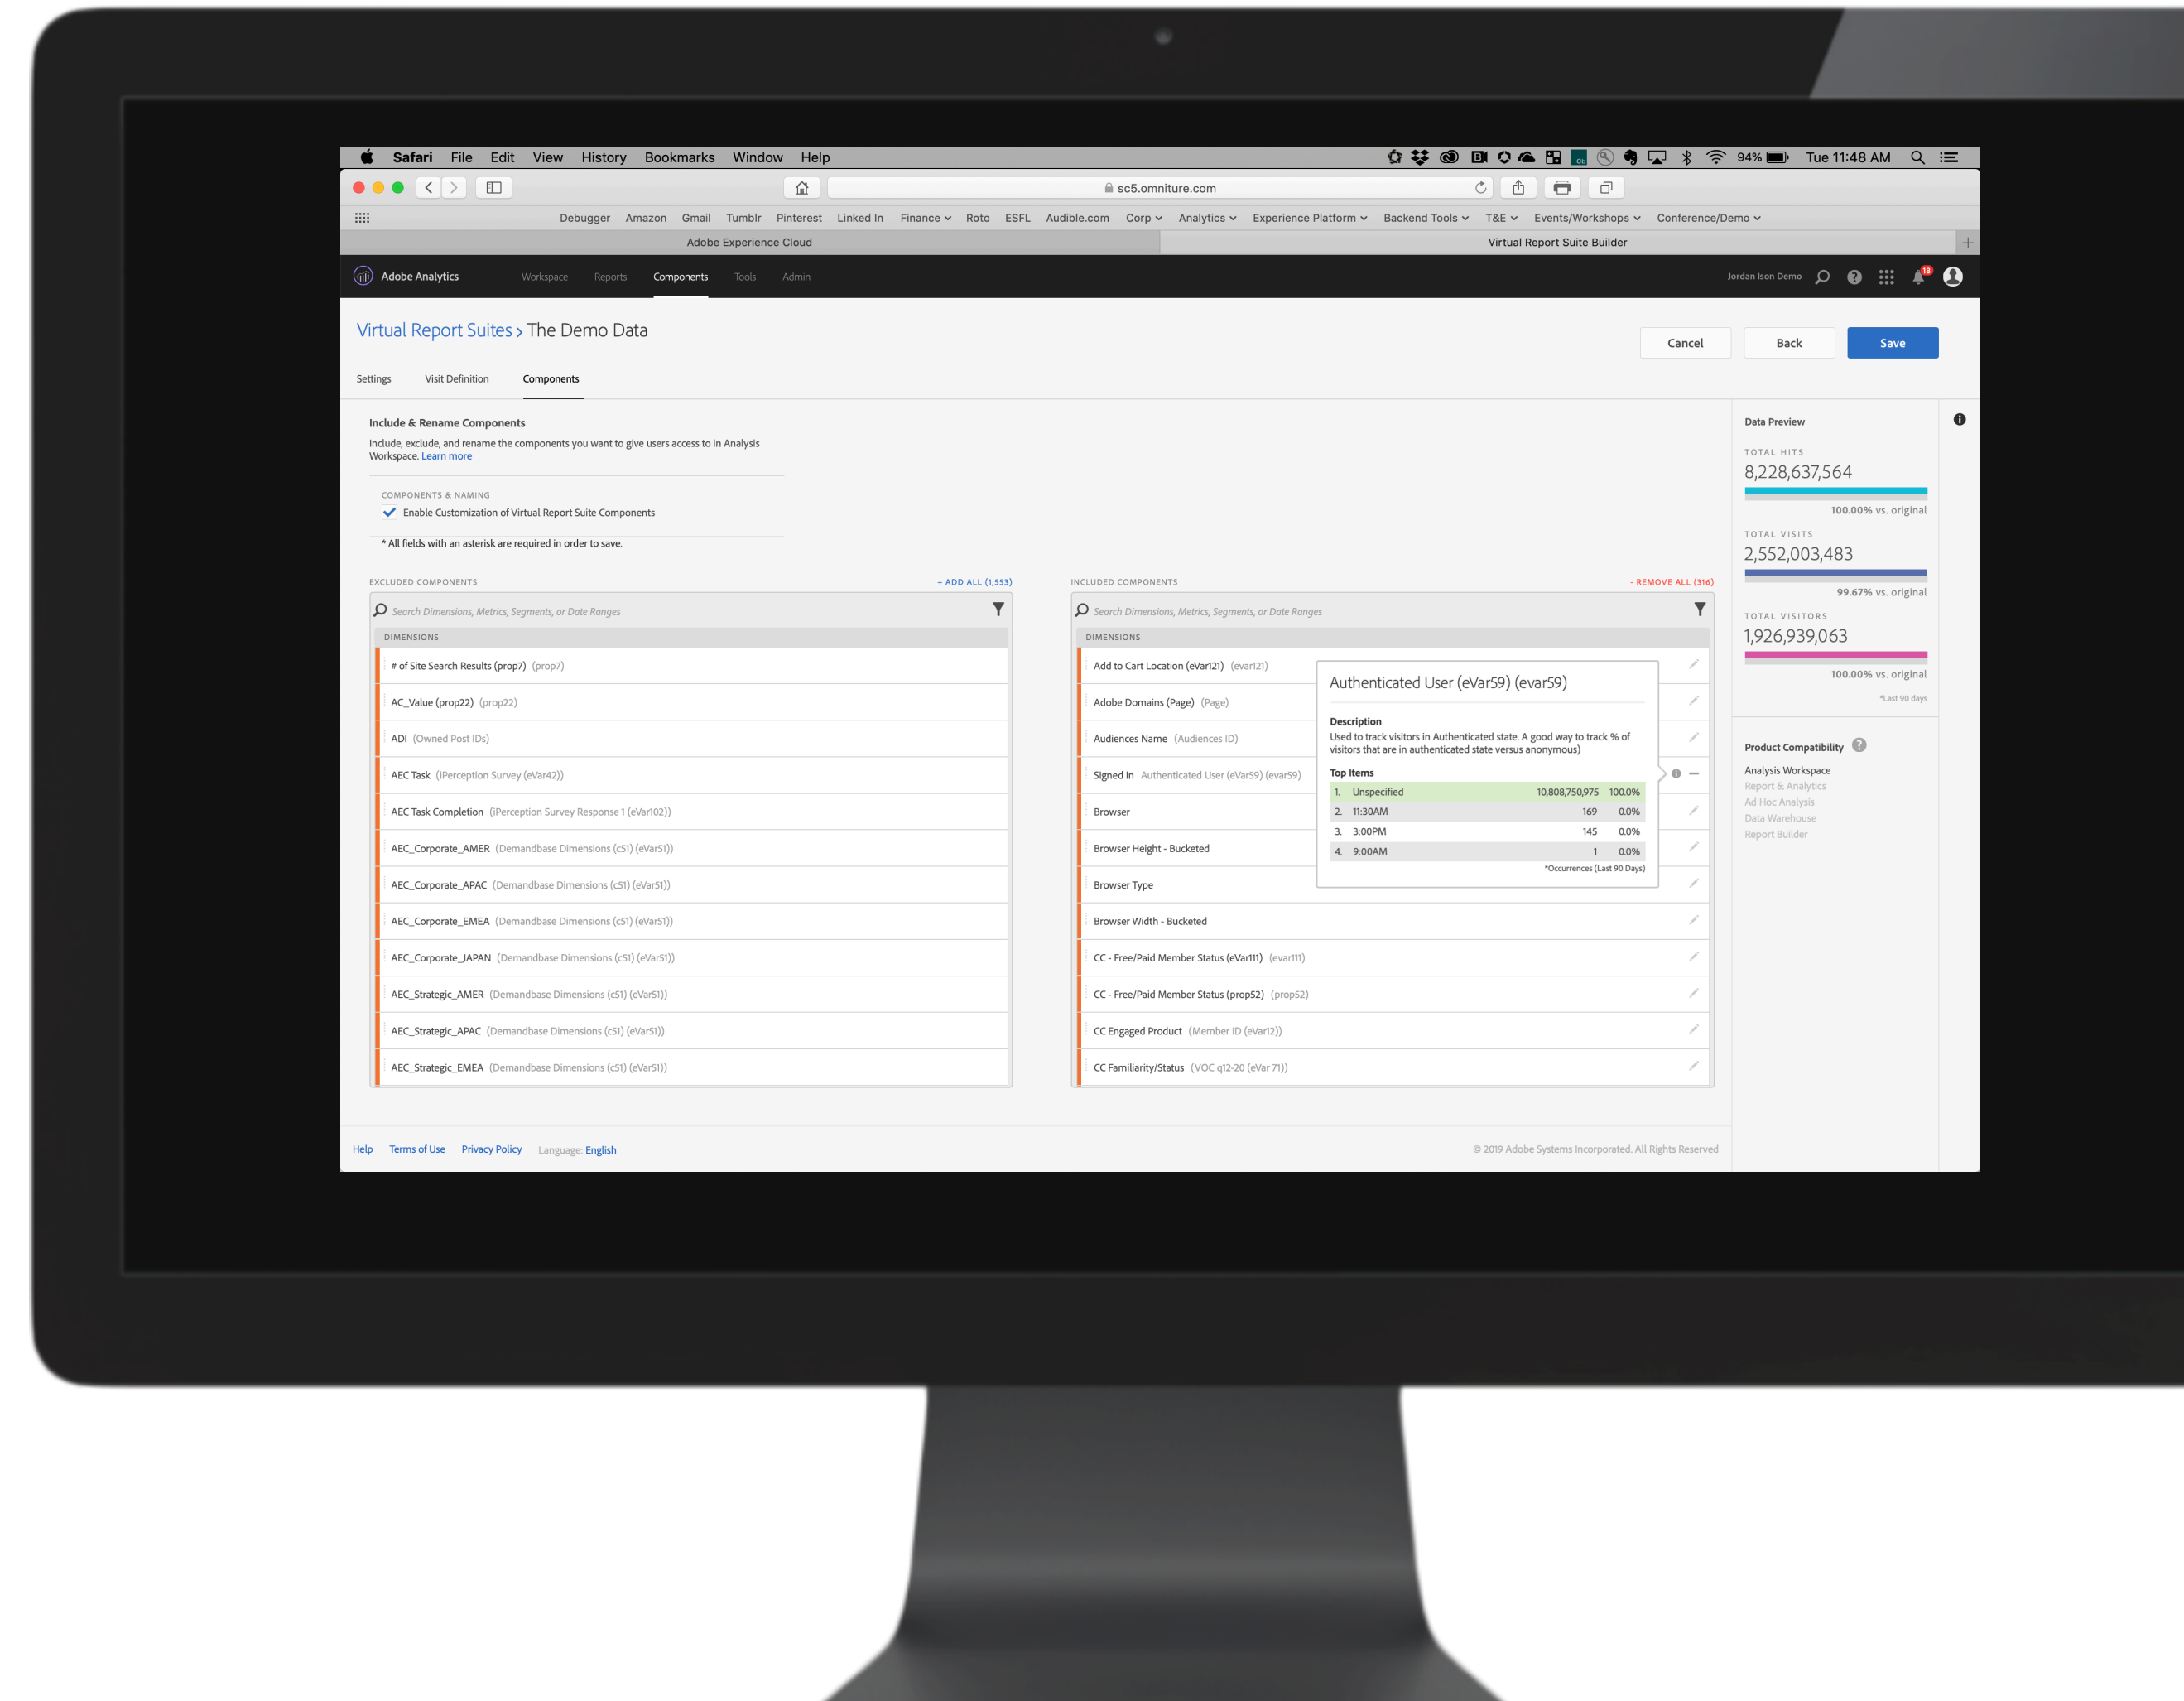 Safari File Edit View History Bookmarks Window Help 94% Tue 11:48 AM
sc5.omniture.com
Debugger Amazon Gmail Tumblr Pinterest Linked In Finance Roto ESFL Audible.com Corp Analytics Experience Platform Backend Tools T&E Events/Workshops Conference/Demo
Adobe Experience Cloud Virtual Report Suite Builder
Adobe Analytics Workspace Reports Components Tools Admin Jordan Ison Demo 18
Virtual Report Suites > The Demo Data
Cancel Back Save
Settings Visit Definition Components
Include & Rename Components
Include, exclude, and rename the components you want to give users access to in Analysis
Workspace. Learn more
COMPONENTS & NAMING
Enable Customization of Virtual Report Suite Components
* All fields with an asterisk are required in order to save.
EXCLUDED COMPONENTS + ADD ALL (1,553)
Search Dimensions, Metrics, Segments, or Date Ranges
DIMENSIONS
# of Site Search Results (prop7) (prop7)
AC_Value (prop22) (prop22)
ADI (Owned Post IDs)
AEC Task (iPerception Survey (eVar42))
AEC Task Completion (iPerception Survey Response 1 (eVar102))
AEC_Corporate_AMER (Demandbase Dimensions (c51) (eVar51))
AEC_Corporate_APAC (Demandbase Dimensions (c51) (eVar51))
AEC_Corporate_EMEA (Demandbase Dimensions (c51) (eVar51))
AEC_Corporate_JAPAN (Demandbase Dimensions (c51) (eVar51))
AEC_Strategic_AMER (Demandbase Dimensions (c51) (eVar51))
AEC_Strategic_APAC (Demandbase Dimensions (c51) (eVar51))
AEC_Strategic_EMEA (Demandbase Dimensions (c51) (eVar51))
INCLUDED COMPONENTS - REMOVE ALL (316)
Search Dimensions, Metrics, Segments, or Date Ranges
DIMENSIONS
Add to Cart Location (eVar121) (evar121)
Adobe Domains (Page) (Page)
Audiences Name (Audiences ID)
SIgned In Authenticated User (eVar59) (evar59)
Browser
Browser Height - Bucketed
Browser Type
Browser Width - Bucketed
CC - Free/Paid Member Status (eVar111) (evar111)
CC - Free/Paid Member Status (prop52) (prop52)
CC Engaged Product (Member ID (eVar12))
CC Familiarity/Status (VOC q12-20 (eVar 71))
Authenticated User (eVar59) (evar59)
Description
Used to track visitors in Authenticated state. A good way to track % of
visitors that are in authenticated state versus anonymous)
Top Items
1. Unspecified 10,808,750,975 100.0%
2. 11:30AM 169 0.0%
3. 3:00PM 145 0.0%
4. 9:00AM 1 0.0%
*Occurrences (Last 90 Days)
Data Preview
TOTAL HITS
8,228,637,564
100.00% vs. original
TOTAL VISITS
2,552,003,483
99.67% vs. original
TOTAL VISITORS
1,926,939,063
100.00% vs. original
*Last 90 days
Product Compatibility
Analysis Workspace
Report & Analytics
Ad Hoc Analysis
Data Warehouse
Report Builder
Help Terms of Use Privacy Policy Language: English
© 2019 Adobe Systems Incorporated. All Rights Reserved